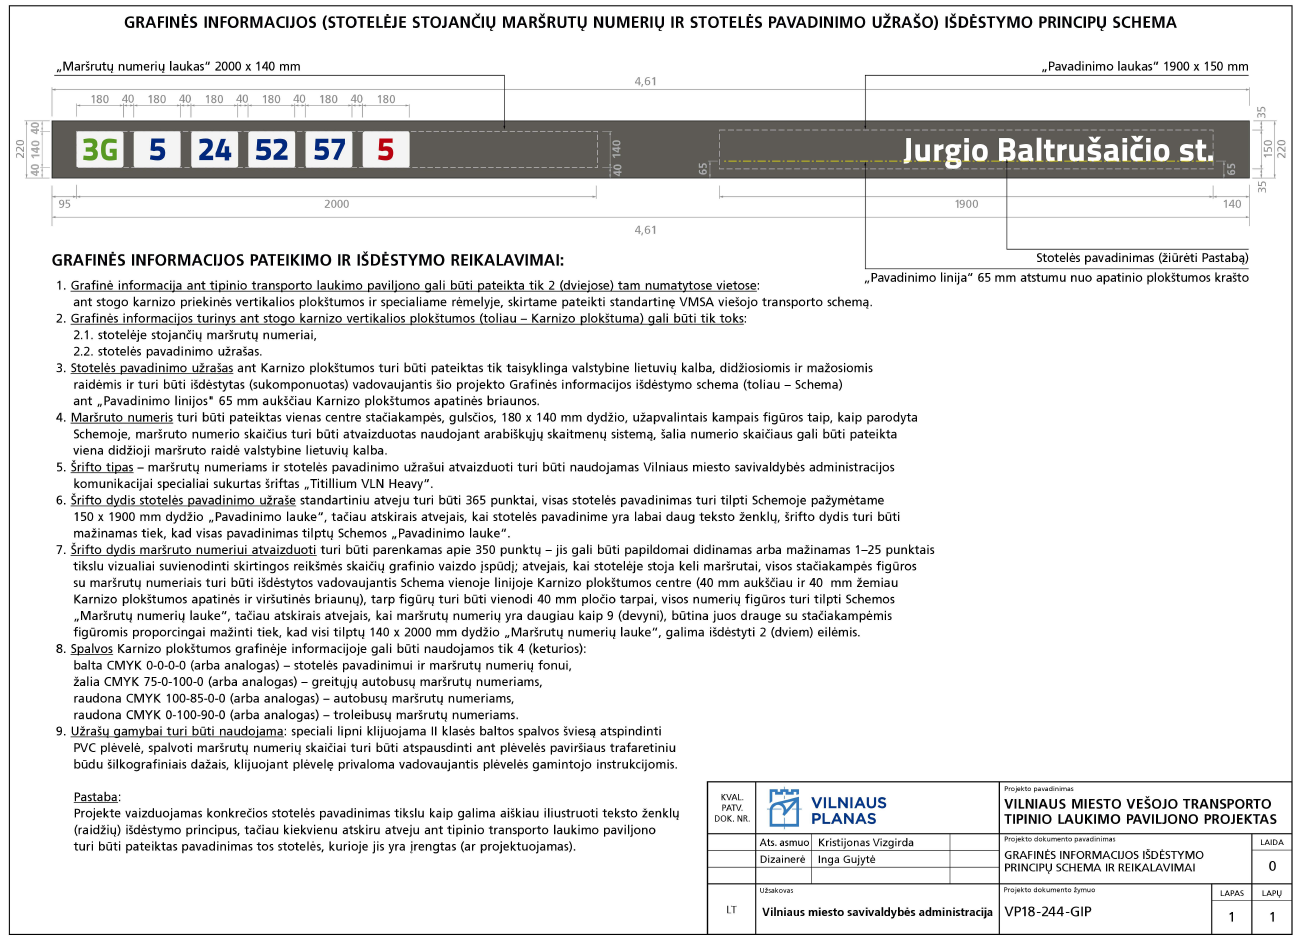 GRAFINĖS INFORMACIJOS (STOTELĖJE STOJANČIŲ MARŠRUTŲ NUMERIŲ IR STOTELĖS PAVADINIMO UŽRAŠO) IŠDĖSTYMO PRINCIPŲ SCHEMA
„Maršrutų numerių laukas“ 2000 x 140 mm
„Pavadinimo laukas“ 1900 x 150 mm
4,61
180 40 180 40 180 40 180 40 180 40 180
35
220 40 140 40
3G 5 24 52 57 5
140 40
65
Jurgio Baltrušaičio st.
65
150 220
35
95 2000 1900 140
4,61
Stotelės pavadinimas (žiūrėti Pastabą)
„Pavadinimo linija“ 65 mm atstumu nuo apatinio plokštumos krašto
GRAFINĖS INFORMACIJOS PATEIKIMO IR IŠDĖSTYMO REIKALAVIMAI:
1. Grafinė informacija ant tipinio transporto laukimo paviljono gali būti pateikta tik 2 (dviejose) tam numatytose vietose:
ant stogo karnizo priekinės vertikalios plokštumos ir specialiame rėmelyje, skirtame pateikti standartinę VMSA viešojo transporto schemą.
2. Grafinės informacijos turinys ant stogo karnizo vertikalios plokštumos (toliau – Karnizo plokštuma) gali būti tik toks:
2.1. stotelėje stojančių maršrutų numeriai,
2.2. stotelės pavadinimo užrašas.
3. Stotelės pavadinimo užrašas ant Karnizo plokštumos turi būti pateiktas tik taisyklinga valstybine lietuvių kalba, didžiosiomis ir mažosiomis
raidėmis ir turi būti išdėstytas (sukomponuotas) vadovaujantis šio projekto Grafinės informacijos išdėstymo schema (toliau – Schema)
ant „Pavadinimo linijos" 65 mm aukščiau Karnizo plokštumos apatinės briaunos.
4. Maršruto numeris turi būti pateiktas vienas centre stačiakampės, gulsčios, 180 x 140 mm dydžio, užapvalintais kampais figūros taip, kaip parodyta
Schemoje, maršruto numerio skaičius turi būti atvaizduotas naudojant arabiškųjų skaitmenų sistemą, šalia numerio skaičiaus gali būti pateikta
viena didžioji maršruto raidė valstybine lietuvių kalba.
5. Šrifto tipas – maršrutų numeriams ir stotelės pavadinimo užrašui atvaizduoti turi būti naudojamas Vilniaus miesto savivaldybės administracijos
komunikacijai specialiai sukurtas šriftas „Titillium VLN Heavy“.
6. Šrifto dydis stotelės pavadinimo užraše standartiniu atveju turi būti 365 punktai, visas stotelės pavadinimas turi tilpti Schemoje pažymėtame
150 x 1900 mm dydžio „Pavadinimo lauke“, tačiau atskirais atvejais, kai stotelės pavadinime yra labai daug teksto ženklų, šrifto dydis turi būti
mažinamas tiek, kad visas pavadinimas tilptų Schemos „Pavadinimo lauke“.
7. Šrifto dydis maršruto numeriui atvaizduoti turi būti parenkamas apie 350 punktų – jis gali būti papildomai didinamas arba mažinamas 1–25 punktais
tikslu vizualiai suvienodinti skirtingos reikšmės skaičių grafinio vaizdo įspūdį; atvejais, kai stotelėje stoja keli maršrutai, visos stačiakampės figūros
su maršrutų numeriais turi būti išdėstytos vadovaujantis Schema vienoje linijoje Karnizo plokštumos centre (40 mm aukščiau ir 40 mm žemiau
Karnizo plokštumos apatinės ir viršutinės briaunų), tarp figūrų turi būti vienodi 40 mm pločio tarpai, visos numerių figūros turi tilpti Schemos
„Maršrutų numerių lauke“, tačiau atskirais atvejais, kai maršrutų numerių yra daugiau kaip 9 (devyni), būtina juos drauge su stačiakampėmis
figūromis proporcingai mažinti tiek, kad visi tilptų 140 x 2000 mm dydžio „Maršrutų numerių lauke“, galima išdėstyti 2 (dviem) eilėmis.
8. Spalvos Karnizo plokštumos grafinėje informacijoje gali būti naudojamos tik 4 (keturios):
balta CMYK 0-0-0-0 (arba analogas) – stotelės pavadinimui ir maršrutų numerių fonui,
žalia CMYK 75-0-100-0 (arba analogas) – greitųjų autobusų maršrutų numeriams,
raudona CMYK 100-85-0-0 (arba analogas) – autobusų maršrutų numeriams,
raudona CMYK 0-100-90-0 (arba analogas) – troleibusų maršrutų numeriams.
9. Užrašų gamybai turi būti naudojama: speciali lipni klijuojama II klasės baltos spalvos šviesą atspindinti
PVC plėvelė, spalvoti maršrutų numerių skaičiai turi būti atspausdinti ant plėvelės paviršiaus trafaretiniu
būdu šilkografiniais dažais, klijuojant plėvelę privaloma vadovaujantis plėvelės gamintojo instrukcijomis.
Pastaba:
Projekte vaizduojamas konkrečios stotelės pavadinimas tikslu kaip galima aiškiau iliustruoti teksto ženklų
(raidžių) išdėstymo principus, tačiau kiekvienu atskiru atveju ant tipinio transporto laukimo paviljono
turi būti pateiktas pavadinimas tos stotelės, kurioje jis yra įrengtas (ar projektuojamas).
KVAL.
PATV.
DOK. NR.
VILNIAUS
PLANAS
Projekto pavadinimas
VILNIAUS MIESTO VEŠOJO TRANSPORTO
TIPINIO LAUKIMO PAVILJONO PROJEKTAS
Ats. asmuo Kristijonas Vizgirda
Dizainerė Inga Gujytė
Projekto dokumento pavadinimas
GRAFINĖS INFORMACIJOS IŠDĖSTYMO
PRINCIPŲ SCHEMA IR REIKALAVIMAI
LAIDA
0
LT
Užsakovas
Vilniaus miesto savivaldybės administracija
Projekto dokumento žymuo
VP18-244-GIP
LAPAS LAPŲ
1 1